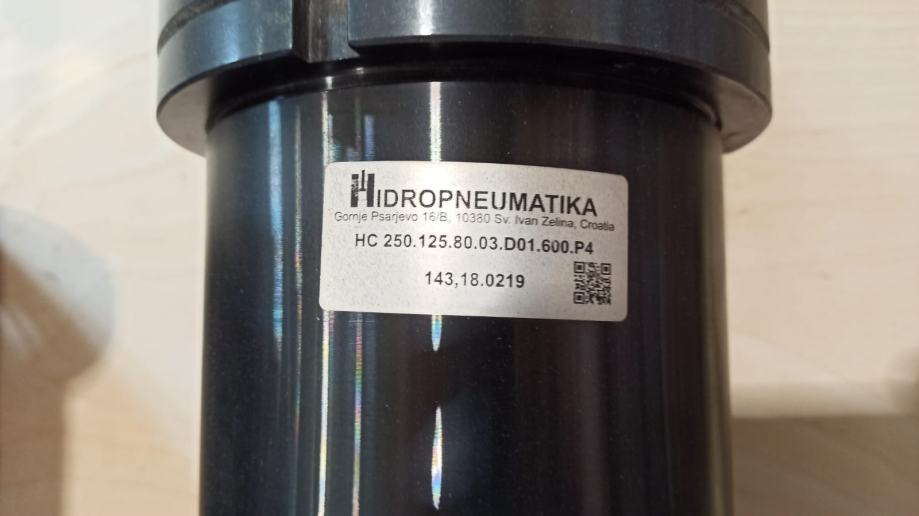 HIDROPNEUMATIKA
Gornje Psarjevo 16/B, 10380 Sv. Ivan Zelina, Croatia
HC 250.125.80.03.D01.600.P4
143,18.0219